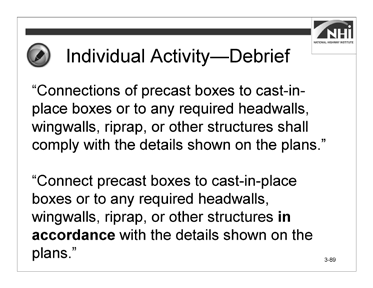 NHI
NATIONAL HIGHWAY INSTITUTE
Individual Activity—Debrief
“Connections of precast boxes to cast-in-
place boxes or to any required headwalls,
wingwalls, riprap, or other structures shall
comply with the details shown on the plans.”
“Connect precast boxes to cast-in-place
boxes or to any required headwalls,
wingwalls, riprap, or other structures in
accordance with the details shown on the
plans.”
3-89